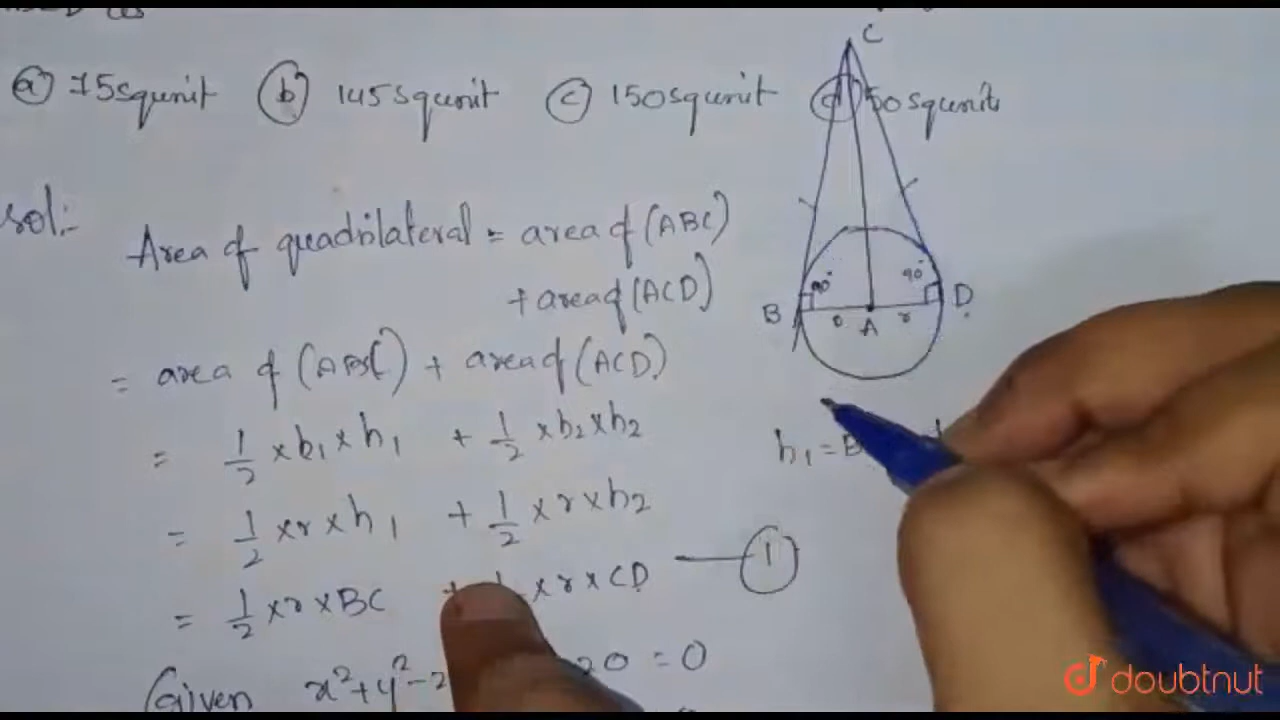 C
(a) 75squnit (b) 145squnit (c) 150squnit (d) 50squnits
sol:- Area of quadrilateral = area of (ABC)
+ area of (ACD)
90° 90°
B A r D
= area of (ABC) + area of (ACD)
= 1/2 × b1 × h1 + 1/2 × b2 × h2
h1 = B
= 1/2 × r × h1 + 1/2 × r × h2
= 1/2 × r × BC + × r × CD — (1)
Given x² + y² - 2 20 = 0
doubtnut